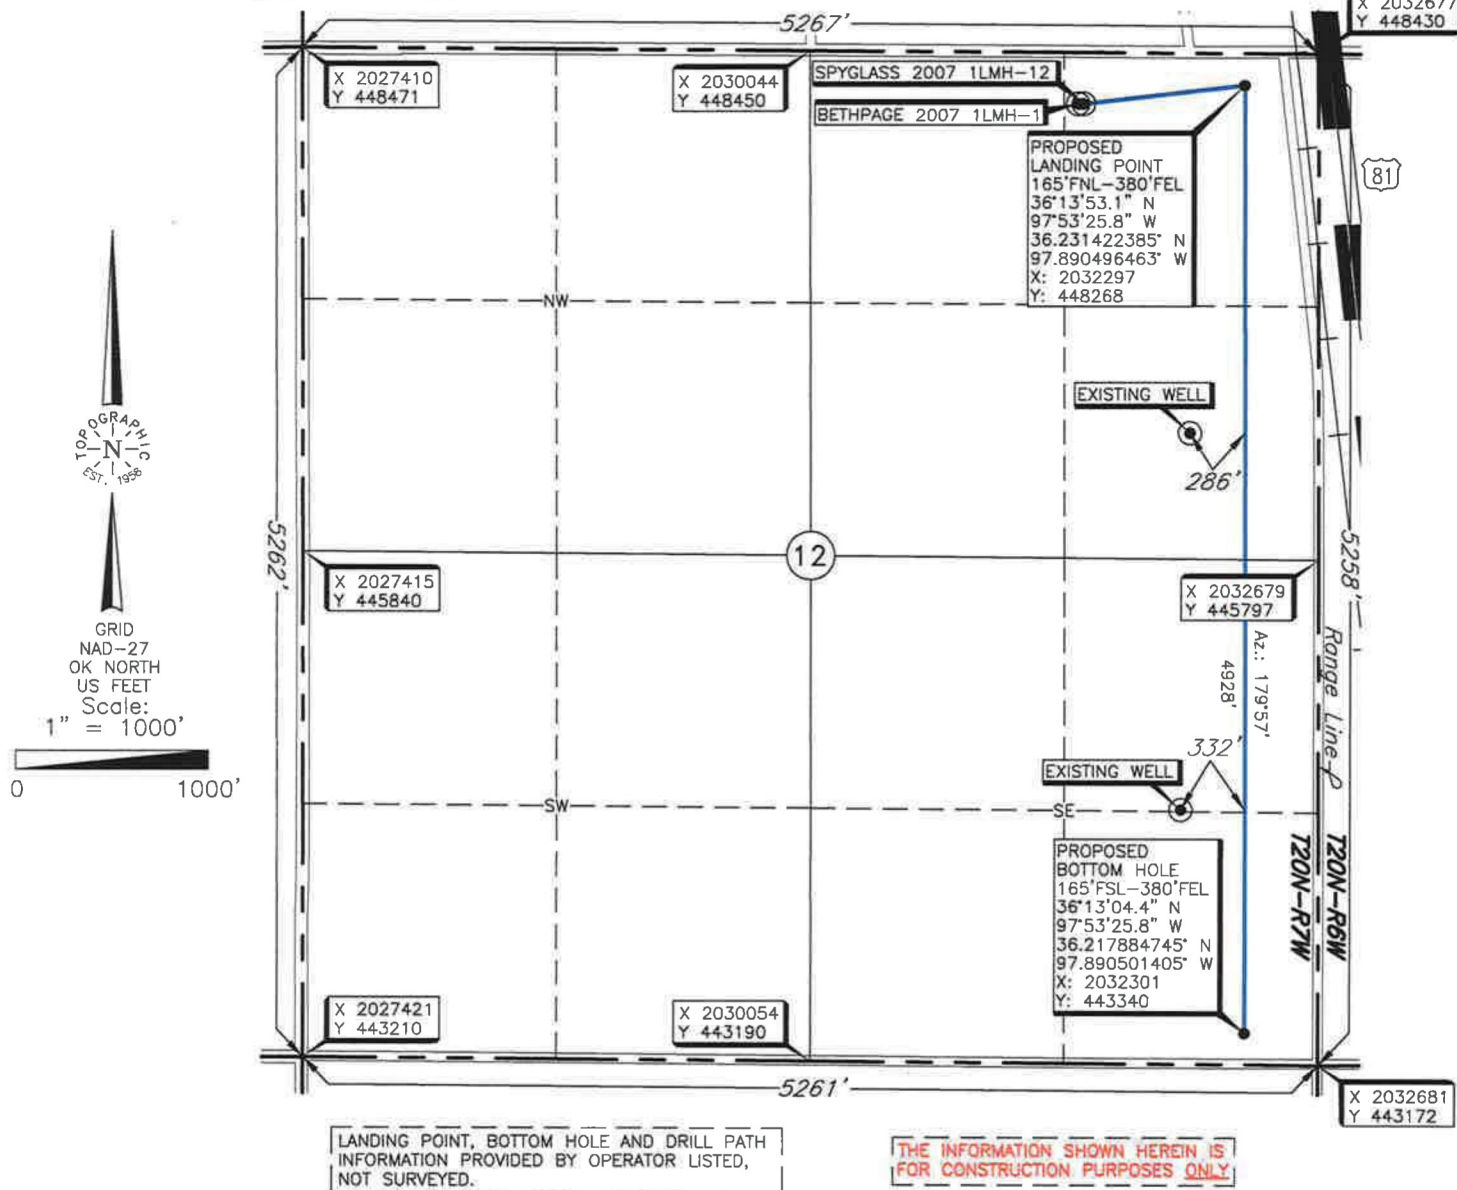 5267'
X 2032677
Y 448430
X 2027410
Y 448471
X 2030044
Y 448450
SPYGLASS 2007 1LMH-12
BETHPAGE 2007 1LMH-1
PROPOSED
LANDING POINT
165'FNL-380'FEL
36°13'53.1" N
97°53'25.8" W
36.231422385° N
97.890496463° W
X: 2032297
Y: 448268
81
NW
EXISTING WELL
286'
TOPOGRAPHIC
N
EST. 1958
5262'
12
5258'
X 2027415
Y 445840
X 2032679
Y 445797
GRID
NAD-27
OK NORTH
US FEET
Scale:
1" = 1000'
0 1000'
Az.: 179°57'
4928'
Range Line
332'
EXISTING WELL
SW
SE
PROPOSED
BOTTOM HOLE
165'FSL-380'FEL
36°13'04.4" N
97°53'25.8" W
36.217884745° N
97.890501405° W
X: 2032301
Y: 443340
T20N-R7W
T20N-R6W
X 2027421
Y 443210
X 2030054
Y 443190
5261'
X 2032681
Y 443172
LANDING POINT, BOTTOM HOLE AND DRILL PATH
INFORMATION PROVIDED BY OPERATOR LISTED,
NOT SURVEYED.
THE INFORMATION SHOWN HEREIN IS
FOR CONSTRUCTION PURPOSES ONLY